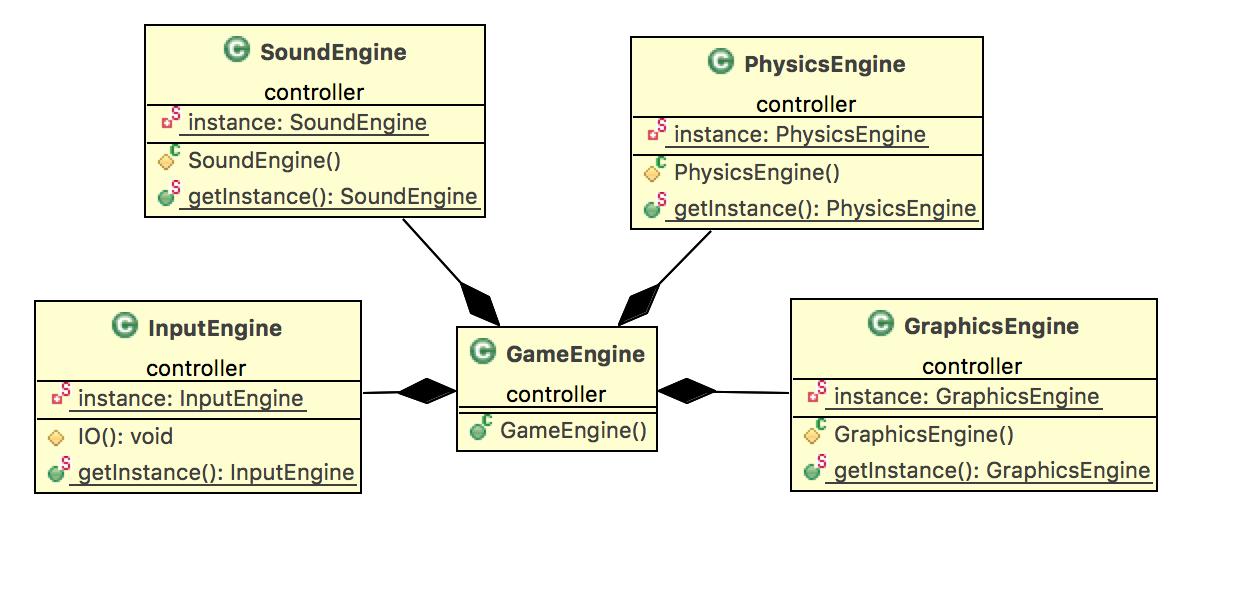 SoundEngine
controller
instance: SoundEngine
SoundEngine()
getInstance(): SoundEngine
PhysicsEngine
controller
instance: PhysicsEngine
PhysicsEngine()
getInstance(): PhysicsEngine
InputEngine
controller
instance: InputEngine
IO(): void
getInstance(): InputEngine
GameEngine
controller
GameEngine()
GraphicsEngine
controller
instance: GraphicsEngine
GraphicsEngine()
getInstance(): GraphicsEngine